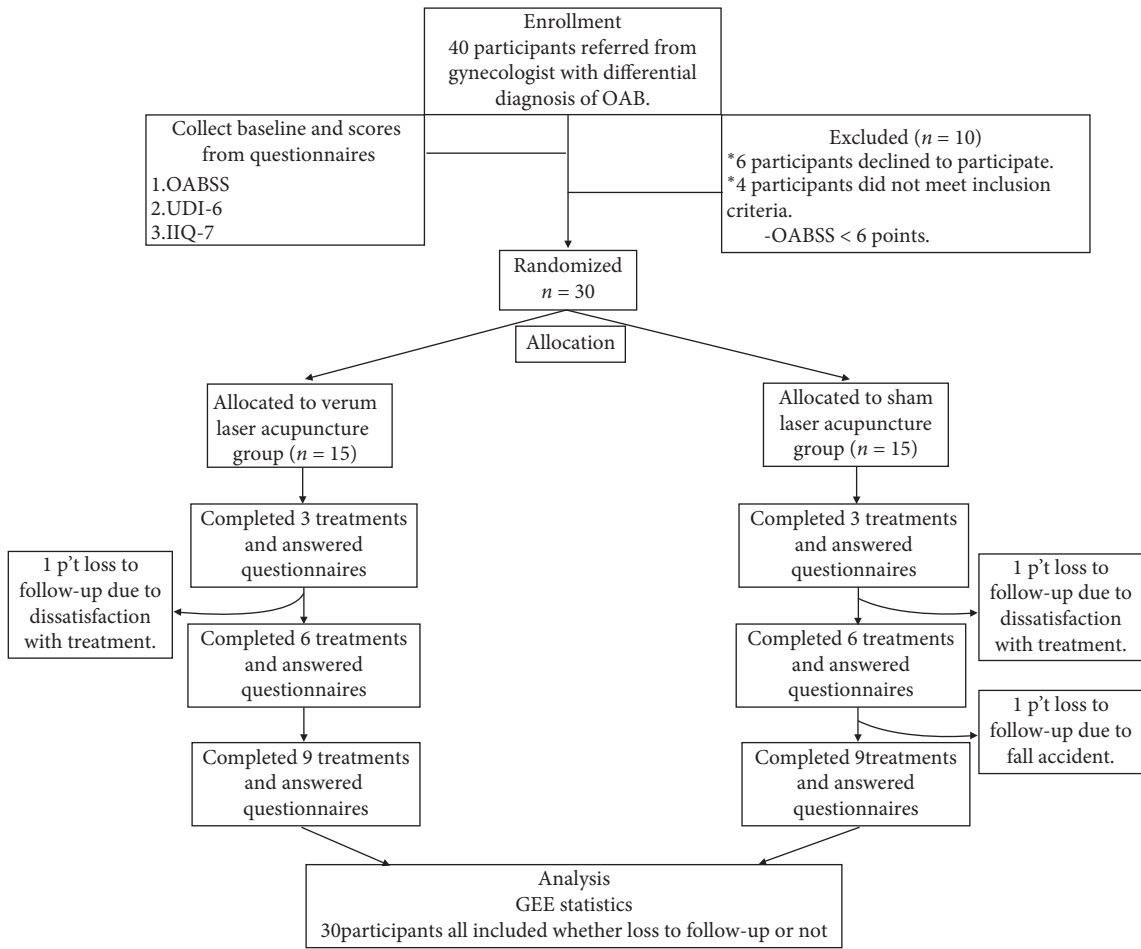 Enrollment
40 participants referred from
gynecologist with differential
diagnosis of OAB.
Collect baseline and scores
from questionnaires
1.OABSS
2.UDI-6
3.IIQ-7
Excluded (n = 10)
*6 participants declined to participate.
*4 participants did not meet inclusion
criteria.
-OABSS < 6 points.
Randomized
n = 30
Allocation
Allocated to verum
laser acupuncture
group (n = 15)
Allocated to sham
laser acupuncture
group (n = 15)
Completed 3 treatments
and answered
questionnaires
Completed 3 treatments
and answered
questionnaires
1 p't loss to
follow-up due to
dissatisfaction
with treatment.
1 p't loss to
follow-up due to
dissatisfaction
with treatment.
Completed 6 treatments
and answered
questionnaires
Completed 6 treatments
and answered
questionnaires
1 p't loss to
follow-up due to
fall accident.
Completed 9 treatments
and answered
questionnaires
Completed 9treatments
and answered
questionnaires
Analysis
GEE statistics
30participants all included whether loss to follow-up or not